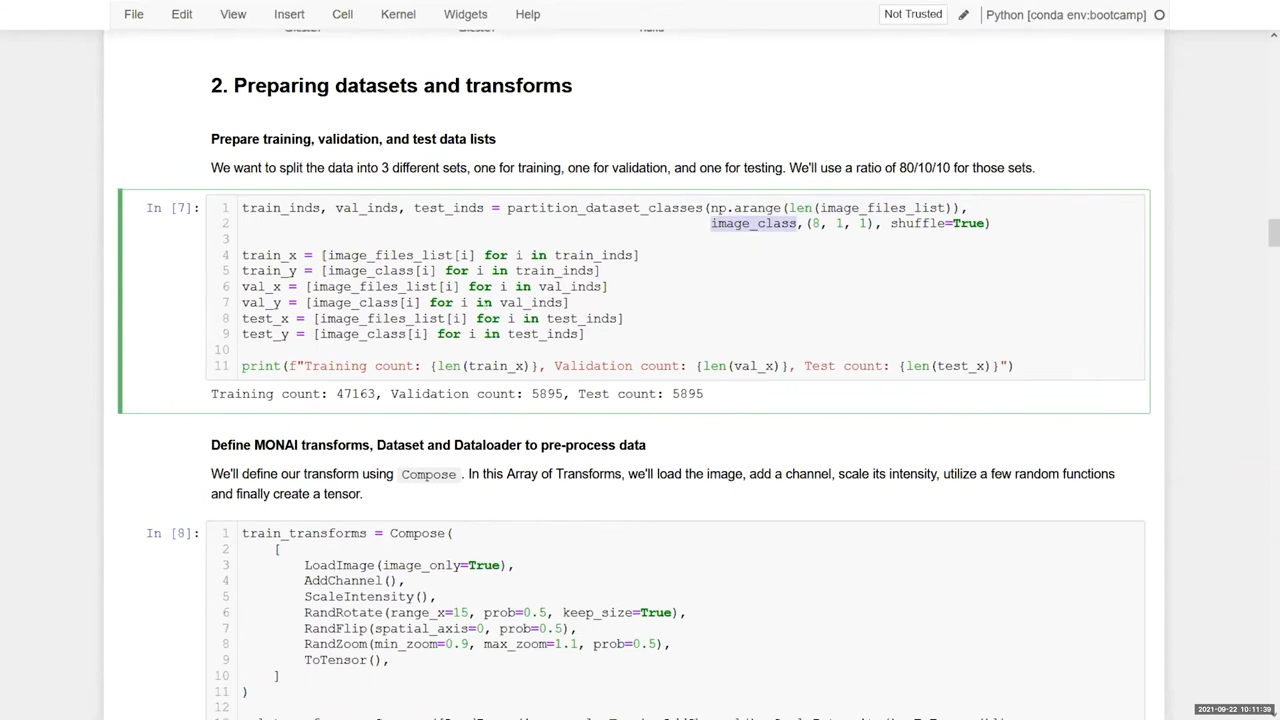 File Edit View Insert Cell Kernel Widgets Help Not Trusted Python [conda env:bootcamp]
2. Preparing datasets and transforms
Prepare training, validation, and test data lists
We want to split the data into 3 different sets, one for training, one for validation, and one for testing. We'll use a ratio of 80/10/10 for those sets.
In [7]: 1 train_inds, val_inds, test_inds = partition_dataset_classes(np.arange(len(image_files_list)),
2 image_class,(8, 1, 1), shuffle=True)
3
4 train_x = [image_files_list[i] for i in train_inds]
5 train_y = [image_class[i] for i in train_inds]
6 val_x = [image_files_list[i] for i in val_inds]
7 val_y = [image_class[i] for i in val_inds]
8 test_x = [image_files_list[i] for i in test_inds]
9 test_y = [image_class[i] for i in test_inds]
10
11 print(f"Training count: {len(train_x)}, Validation count: {len(val_x)}, Test count: {len(test_x)}")
Training count: 47163, Validation count: 5895, Test count: 5895
Define MONAI transforms, Dataset and Dataloader to pre-process data
We'll define our transform using Compose . In this Array of Transforms, we'll load the image, add a channel, scale its intensity, utilize a few random functions
and finally create a tensor.
In [8]: 1 train_transforms = Compose(
2 [
3 LoadImage(image_only=True),
4 AddChannel(),
5 ScaleIntensity(),
6 RandRotate(range_x=15, prob=0.5, keep_size=True),
7 RandFlip(spatial_axis=0, prob=0.5),
8 RandZoom(min_zoom=0.9, max_zoom=1.1, prob=0.5),
9 ToTensor(),
10 ]
11 )
12
2021-09-22 10:11:39